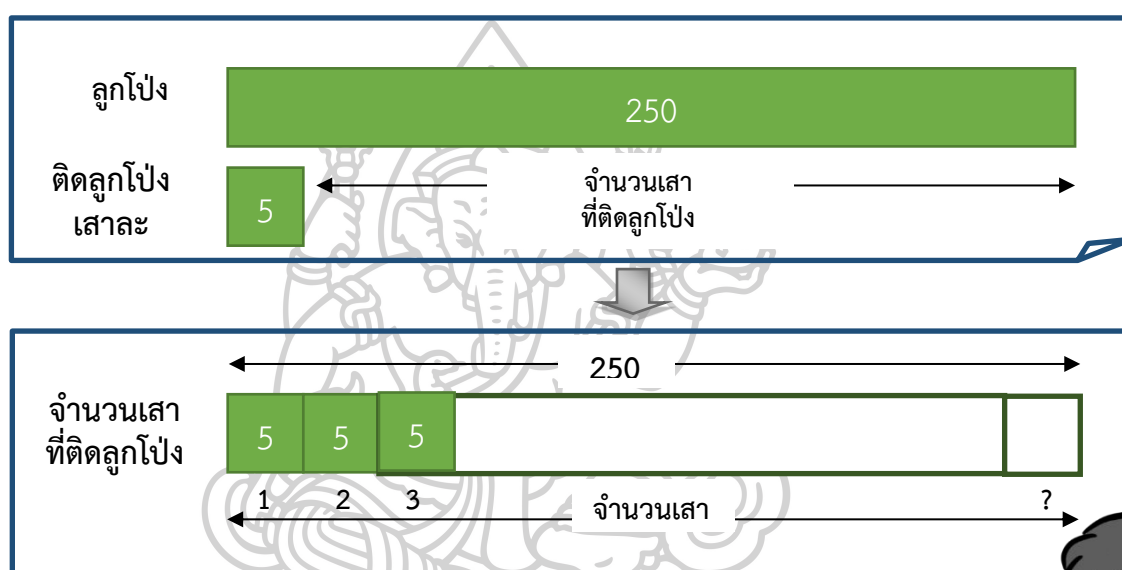 ลูกโป่ง
250
ติดลูกโป่ง
เสาละ
5
จำนวนเสา
ที่ติดลูกโป่ง
250
จำนวนเสา
ที่ติดลูกโป่ง
5 5 5
1 2 3 ?
จำนวนเสา